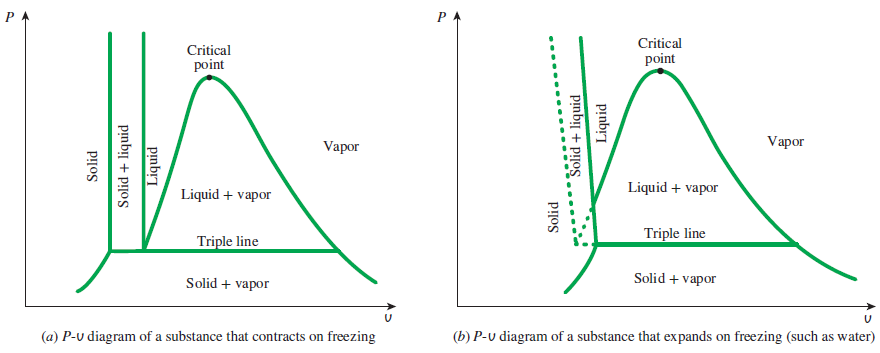 P
Critical
point
Solid
Solid + liquid
Liquid
Vapor
Liquid + vapor
Triple line
Solid + vapor
υ
(a) P-υ diagram of a substance that contracts on freezing
P
Critical
point
Solid
Solid + liquid
Liquid
Vapor
Liquid + vapor
Triple line
Solid + vapor
υ
(b) P-υ diagram of a substance that expands on freezing (such as water)